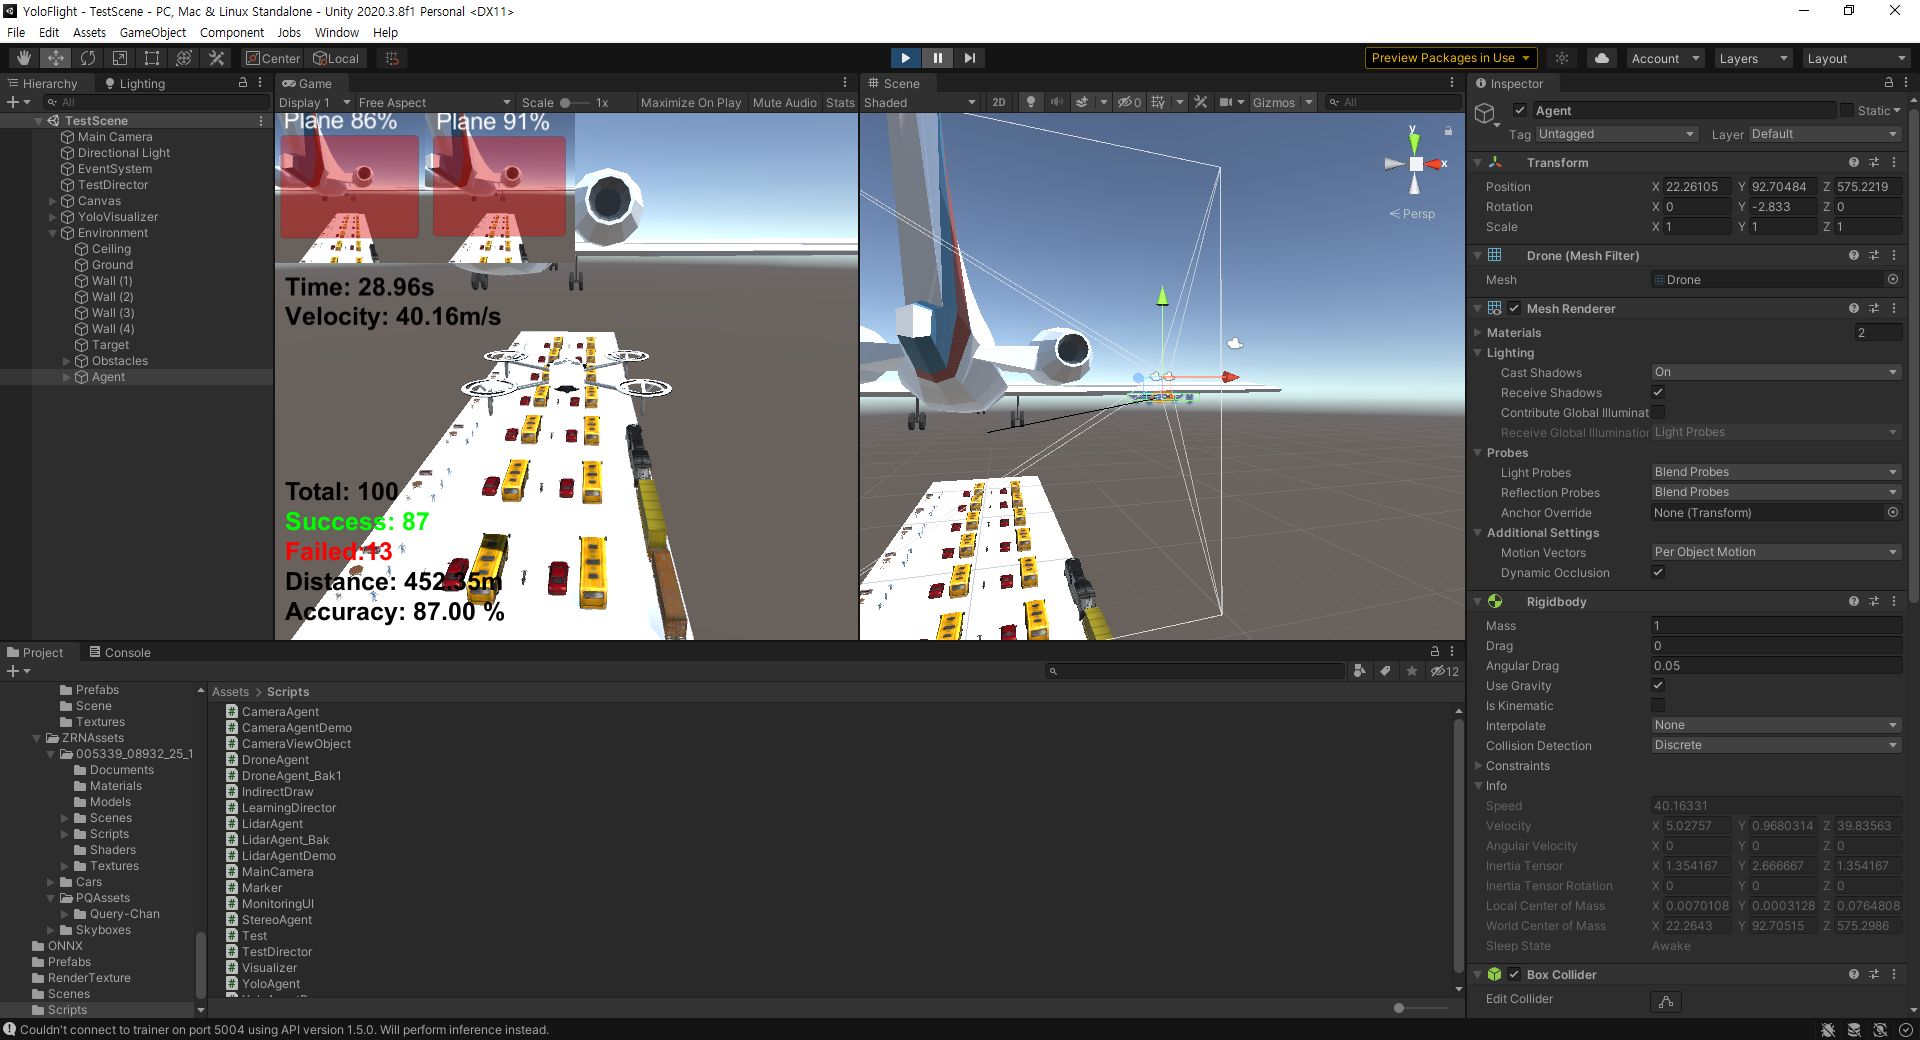 YoloFlight - TestScene - PC, Mac & Linux Standalone - Unity 2020.3.8f1 Personal <DX11>
File Edit Assets GameObject Component Jobs Window Help
Center Local Preview Packages in Use Account Layers Layout
Hierarchy Lighting
All
TestScene
Main Camera
Directional Light
EventSystem
TestDirector
Canvas
YoloVisualizer
Environment
Ceiling
Ground
Wall (1)
Wall (2)
Wall (3)
Wall (4)
Target
Obstacles
Agent
Game
Display 1 Free Aspect Scale 1x Maximize On Play Mute Audio Stats
Plane 86% Plane 91%
Time: 28.96s
Velocity: 40.16m/s
Total: 100
Success: 87
Failed:13
Distance: 452.35m
Accuracy: 87.00 %
Scene
Shaded 2D 0 Gizmos All
y
x
Persp
Inspector
Agent Static
Tag Untagged Layer Default
Transform
Position X 22.26105 Y 92.70484 Z 575.2219
Rotation X 0 Y -2.833 Z 0
Scale X 1 Y 1 Z 1
Drone (Mesh Filter)
Mesh Drone
Mesh Renderer
Materials 2
Lighting
Cast Shadows On
Receive Shadows
Contribute Global Illuminat
Receive Global Illumination Light Probes
Probes
Light Probes Blend Probes
Reflection Probes Blend Probes
Anchor Override None (Transform)
Additional Settings
Motion Vectors Per Object Motion
Dynamic Occlusion
Rigidbody
Mass 1
Drag 0
Angular Drag 0.05
Use Gravity
Is Kinematic
Interpolate None
Collision Detection Discrete
Constraints
Info
Speed 40.16331
Velocity X 5.02757 Y 0.9680314 Z 39.83563
Angular Velocity X 0 Y 0 Z 0
Inertia Tensor X 1.354167 Y 2.666667 Z 1.354167
Inertia Tensor Rotation X 0 Y 0 Z 0
Local Center of Mass X 0.0070108 Y 0.0003128 Z 0.0764808
World Center of Mass X 22.2643 Y 92.70515 Z 575.2986
Sleep State Awake
Box Collider
Edit Collider
Project Console
12
Prefabs
Scene
Textures
ZRNAssets
005339_08932_25_1
Documents
Materials
Models
Scenes
Scripts
Shaders
Textures
Cars
PQAssets
Query-Chan
Skyboxes
ONNX
Prefabs
RenderTexture
Scenes
Scripts
Assets > Scripts
CameraAgent
CameraAgentDemo
CameraViewObject
DroneAgent
DroneAgent_Bak1
IndirectDraw
LearningDirector
LidarAgent
LidarAgent_Bak
LidarAgentDemo
MainCamera
Marker
MonitoringUI
StereoAgent
Test
TestDirector
Visualizer
YoloAgent
Couldn't connect to trainer on port 5004 using API version 1.5.0. Will perform inference instead.